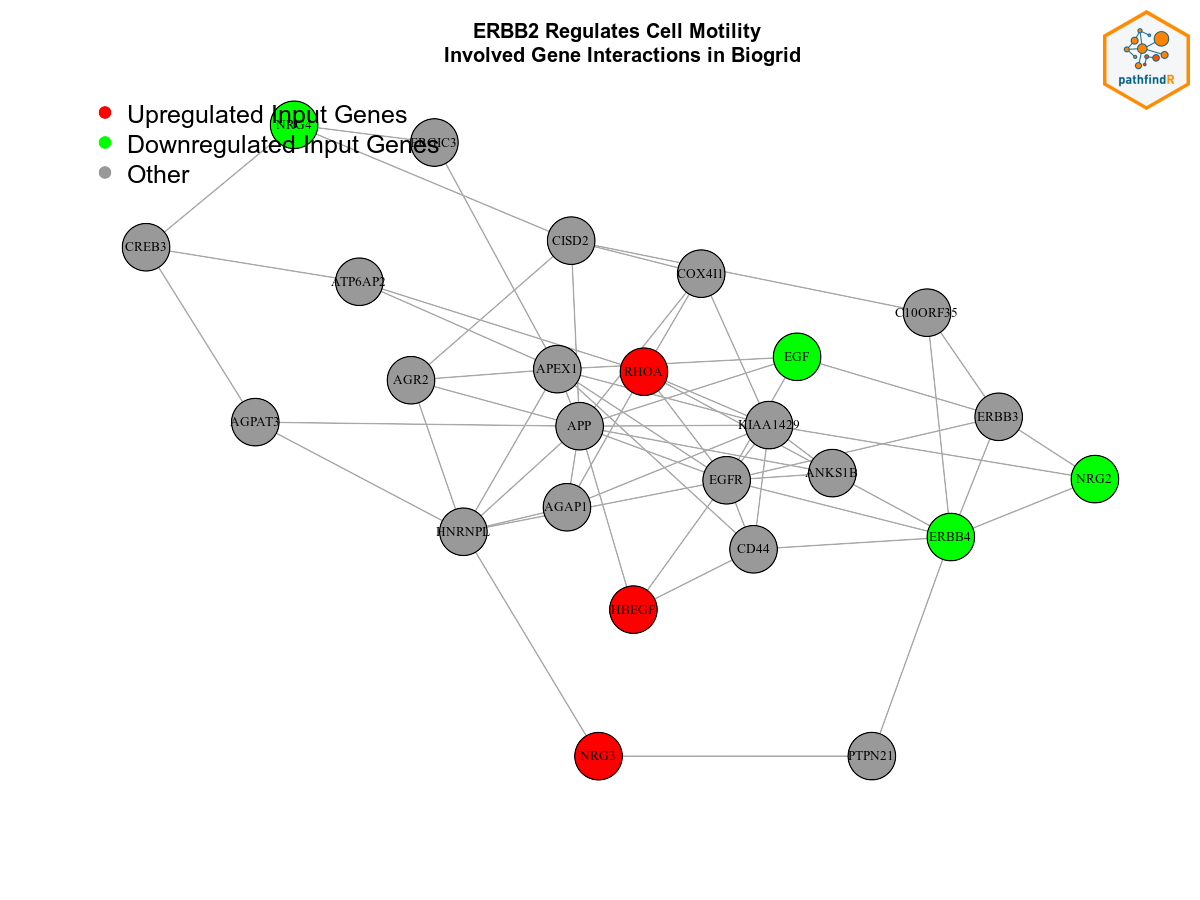 ERBB2 Regulates Cell Motility
Involved Gene Interactions in Biogrid
pathfindR
Upregulated Input Genes
Downregulated Input Genes
Other
NRG4
ERGIC3
CREB3
CISD2
ATP6AP2
COX4I1
C10ORF35
EGF
APEX1
RHOA
AGR2
AGPAT3
APP
KIAA1429
ERBB3
ANKS1B
EGFR
NRG2
AGAP1
HNRNPL
ERBB4
CD44
HBEGF
NRG3
PTPN21